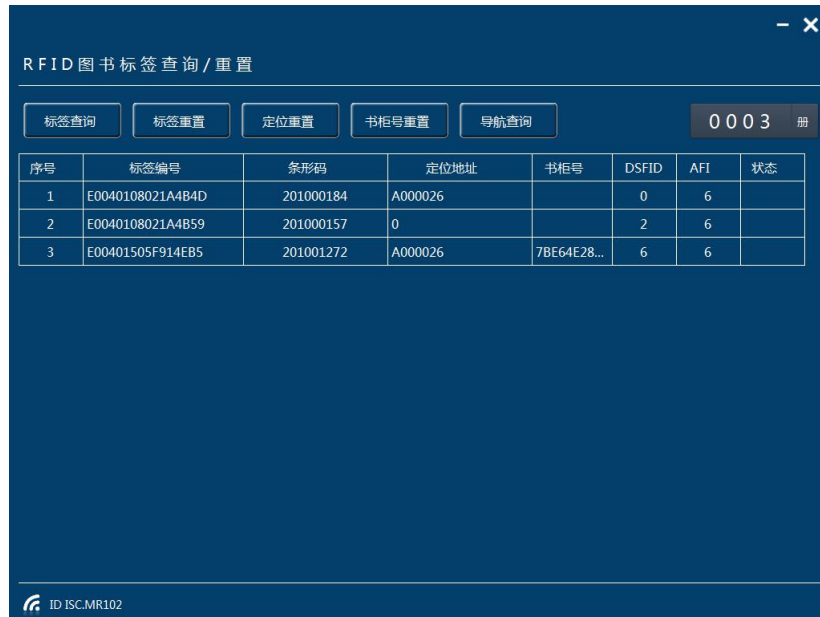 RFID图书标签查询/重置
标签查询 标签重置 定位重置 书柜号重置 导航查询 0003 册
序号 标签编号 条形码 定位地址 书柜号 DSFID AFI 状态
1 E0040108021A4B4D 201000184 A000026 0 6
2 E0040108021A4B59 201000157 0 2 6
3 E00401505F914EB5 201001272 A000026 7BE64E28... 6 6
ID ISC.MR102